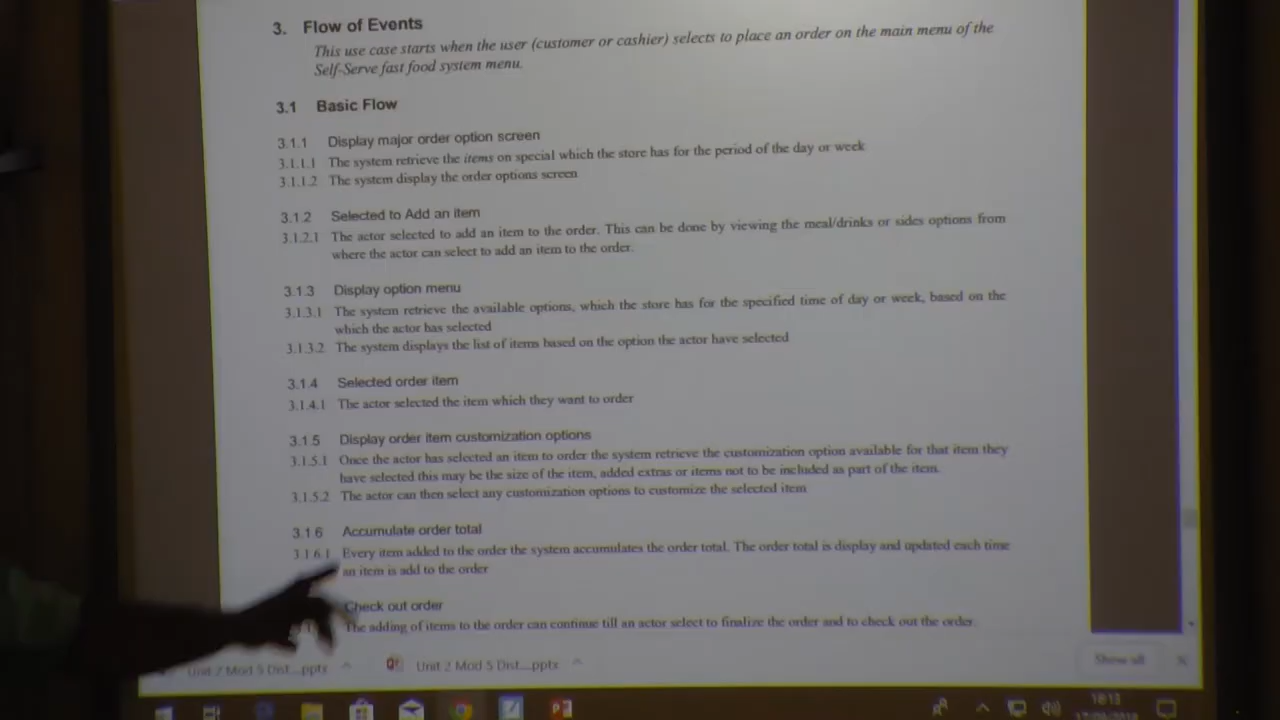 3. Flow of Events
This use case starts when the user (customer or cashier) selects to place an order on the main menu of the
Self-Serve fast food system menu.
3.1 Basic Flow
3.1.1 Display major order option screen
3.1.1.1 The system retrieve the items on special which the store has for the period of the day or week
3.1.1.2 The system display the order options screen
3.1.2 Selected to Add an item
3.1.2.1 The actor selected to add an item to the order. This can be done by viewing the meal/drinks or sides options from
where the actor can select to add an item to the order.
3.1.3 Display option menu
3.1.3.1 The system retrieve the available options, which the store has for the specified time of day or week, based on the
which the actor has selected
3.1.3.2 The system displays the list of items based on the option the actor have selected
3.1.4 Selected order item
3.1.4.1 The actor selected the item which they want to order
3.1.5 Display order item customization options
3.1.5.1 Once the actor has selected an item to order the system retrieve the customization option available for that item they
have selected this may be the size of the item, added extras or items not to be included as part of the item.
3.1.5.2 The actor can then select any customization options to customize the selected item
3.1.6 Accumulate order total
3.1.6.1 Every item added to the order the system accumulates the order total. The order total is display and updated each time
an item is add to the order
Check out order
The adding of items to the order can continue till an actor select to finalize the order and to check out the order.
Unit 2 Mod 5 Dist....pptx Unit 2 Mod 5 Dist....pptx Show all
18:13